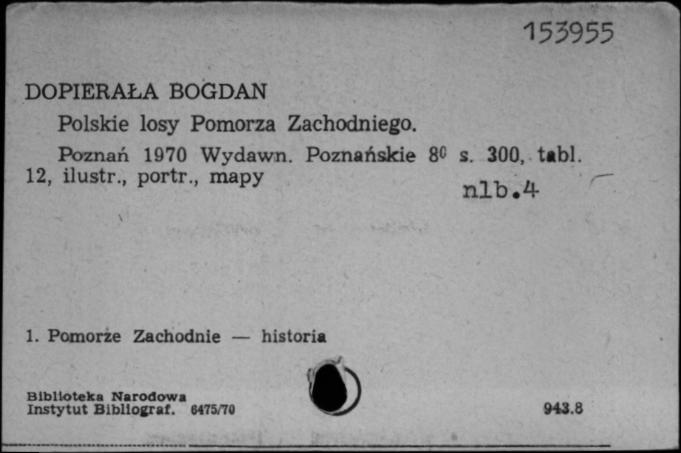 153955
DOPIERAŁA BOGDAN
Polskie losy Pomorza Zachodniego.
Poznań 1970 Wydawn. Poznańskie 8⁰ s. 300, tabl.
12, ilustr., portr., mapy
nlb.4
1. Pomorze Zachodnie — historia
Biblioteka Narodowa
Instytut Bibliograf. 6475/70
943.8